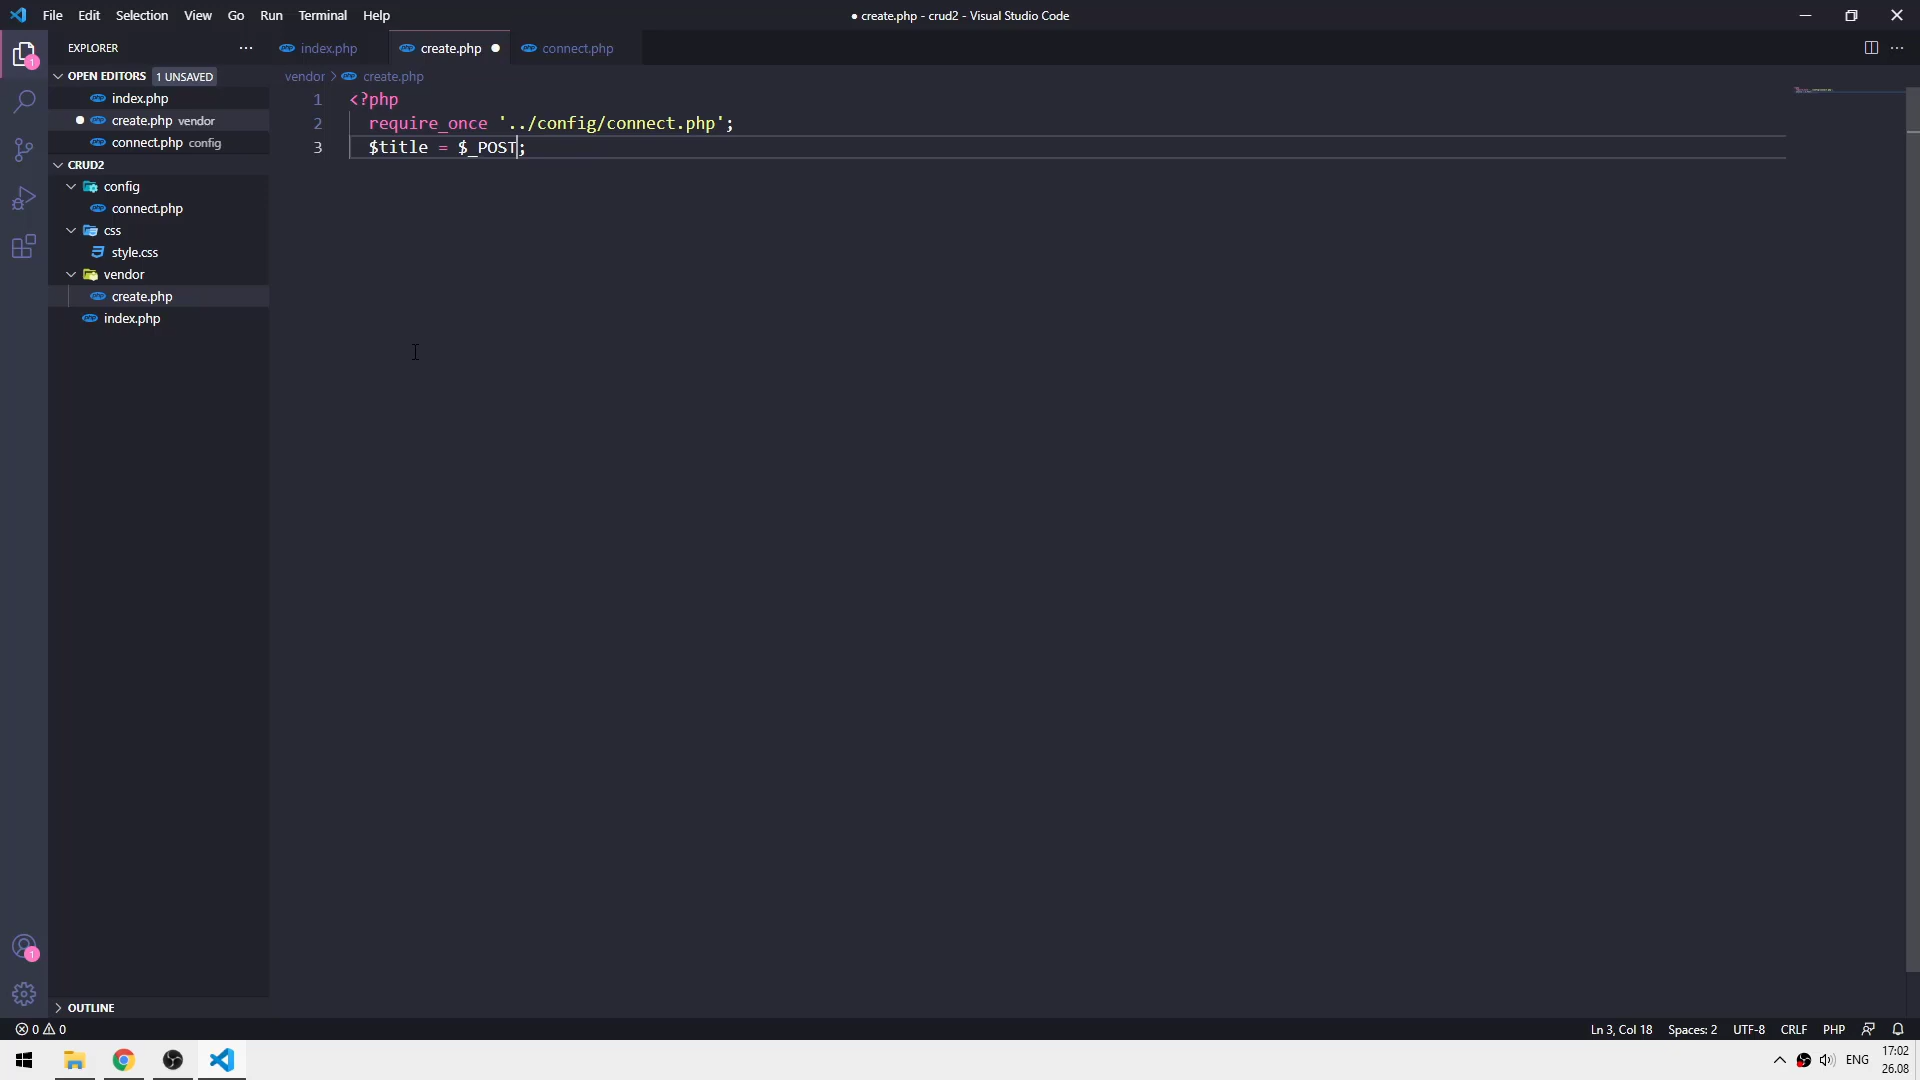 File Edit Selection View Go Run Terminal Help
● create.php - crud2 - Visual Studio Code
EXPLORER
index.php
create.php
connect.php
OPEN EDITORS 1 UNSAVED
index.php
create.php vendor
connect.php config
CRUD2
config
connect.php
css
style.css
vendor
create.php
index.php
OUTLINE
vendor > create.php
1 <?php
2 require_once '../config/connect.php';
3 $title = $_POST;
1
1
0 0
Ln 3, Col 18 Spaces: 2 UTF-8 CRLF PHP
ENG
17:02
26.08